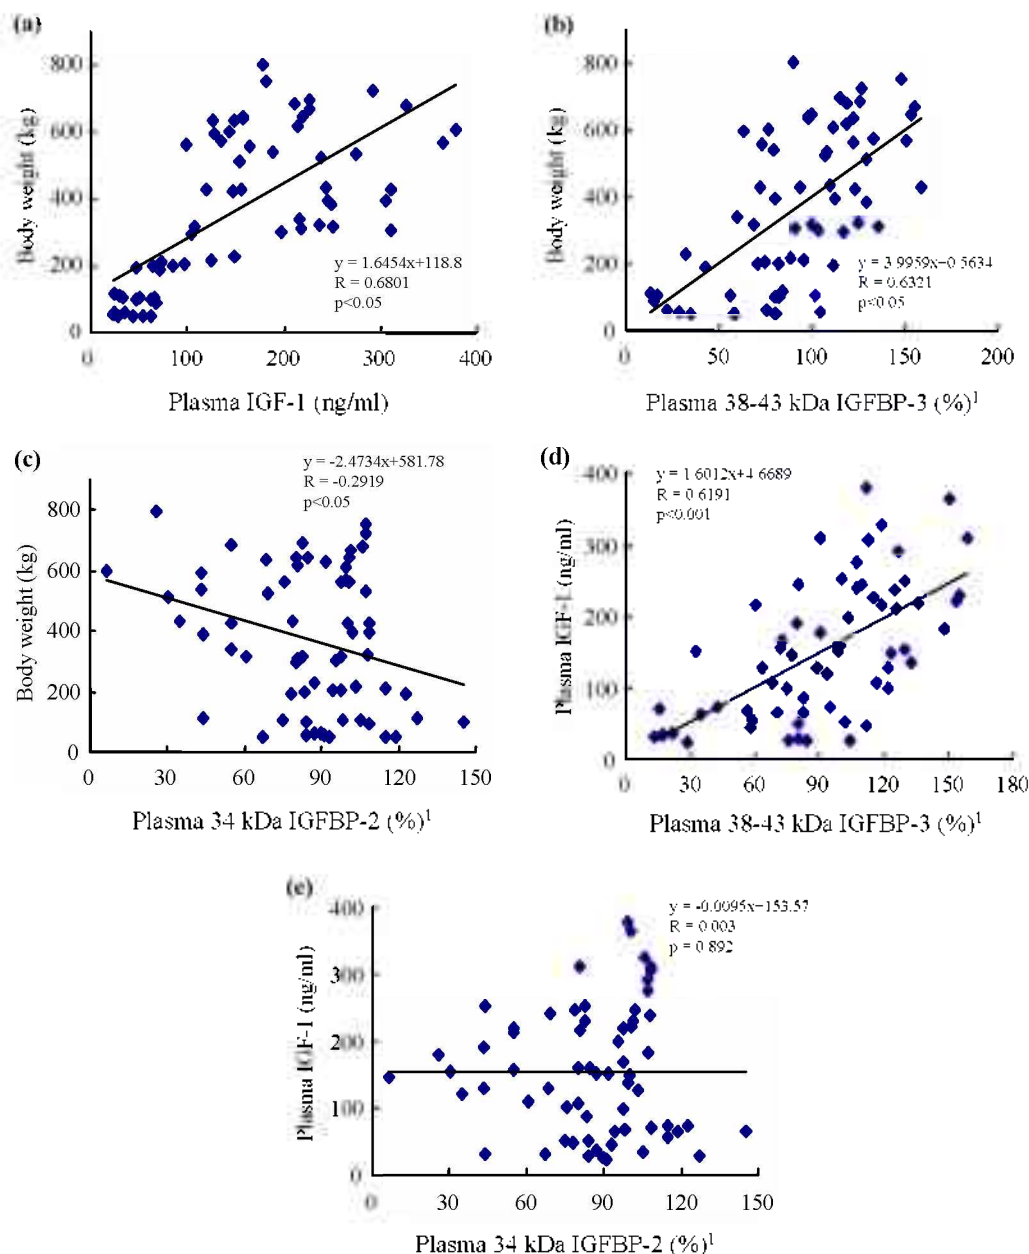 (a)
Body weight (kg)
800
600
400
200
0
y = 1.6454x+118.8
R = 0.6801
p<0.05
0 100 200 300 400
Plasma IGF-1 (ng/ml)
(b)
Body weight (kg)
800
600
400
200
0
y = 3.9959x+0.5634
R = 0.6321
p<0.05
0 50 100 150 200
Plasma 38-43 kDa IGFBP-3 (%)¹
(c)
Body weight (kg)
y = -2.4734x+581.78
R = -0.2919
p<0.05
800
600
400
200
0
0 30 60 90 120 150
Plasma 34 kDa IGFBP-2 (%)¹
(d)
Plasma IGF-1 (ng/ml)
y = 1.6012x+4.6689
R = 0.6191
p<0.001
400
300
200
100
0
0 30 60 90 120 150 180
Plasma 38-43 kDa IGFBP-3 (%)¹
(e)
Plasma IGF-1 (ng/ml)
y = -0.0095x+153.57
R = 0.003
p = 0.892
400
300
200
100
0
0 30 60 90 120 150
Plasma 34 kDa IGFBP-2 (%)¹